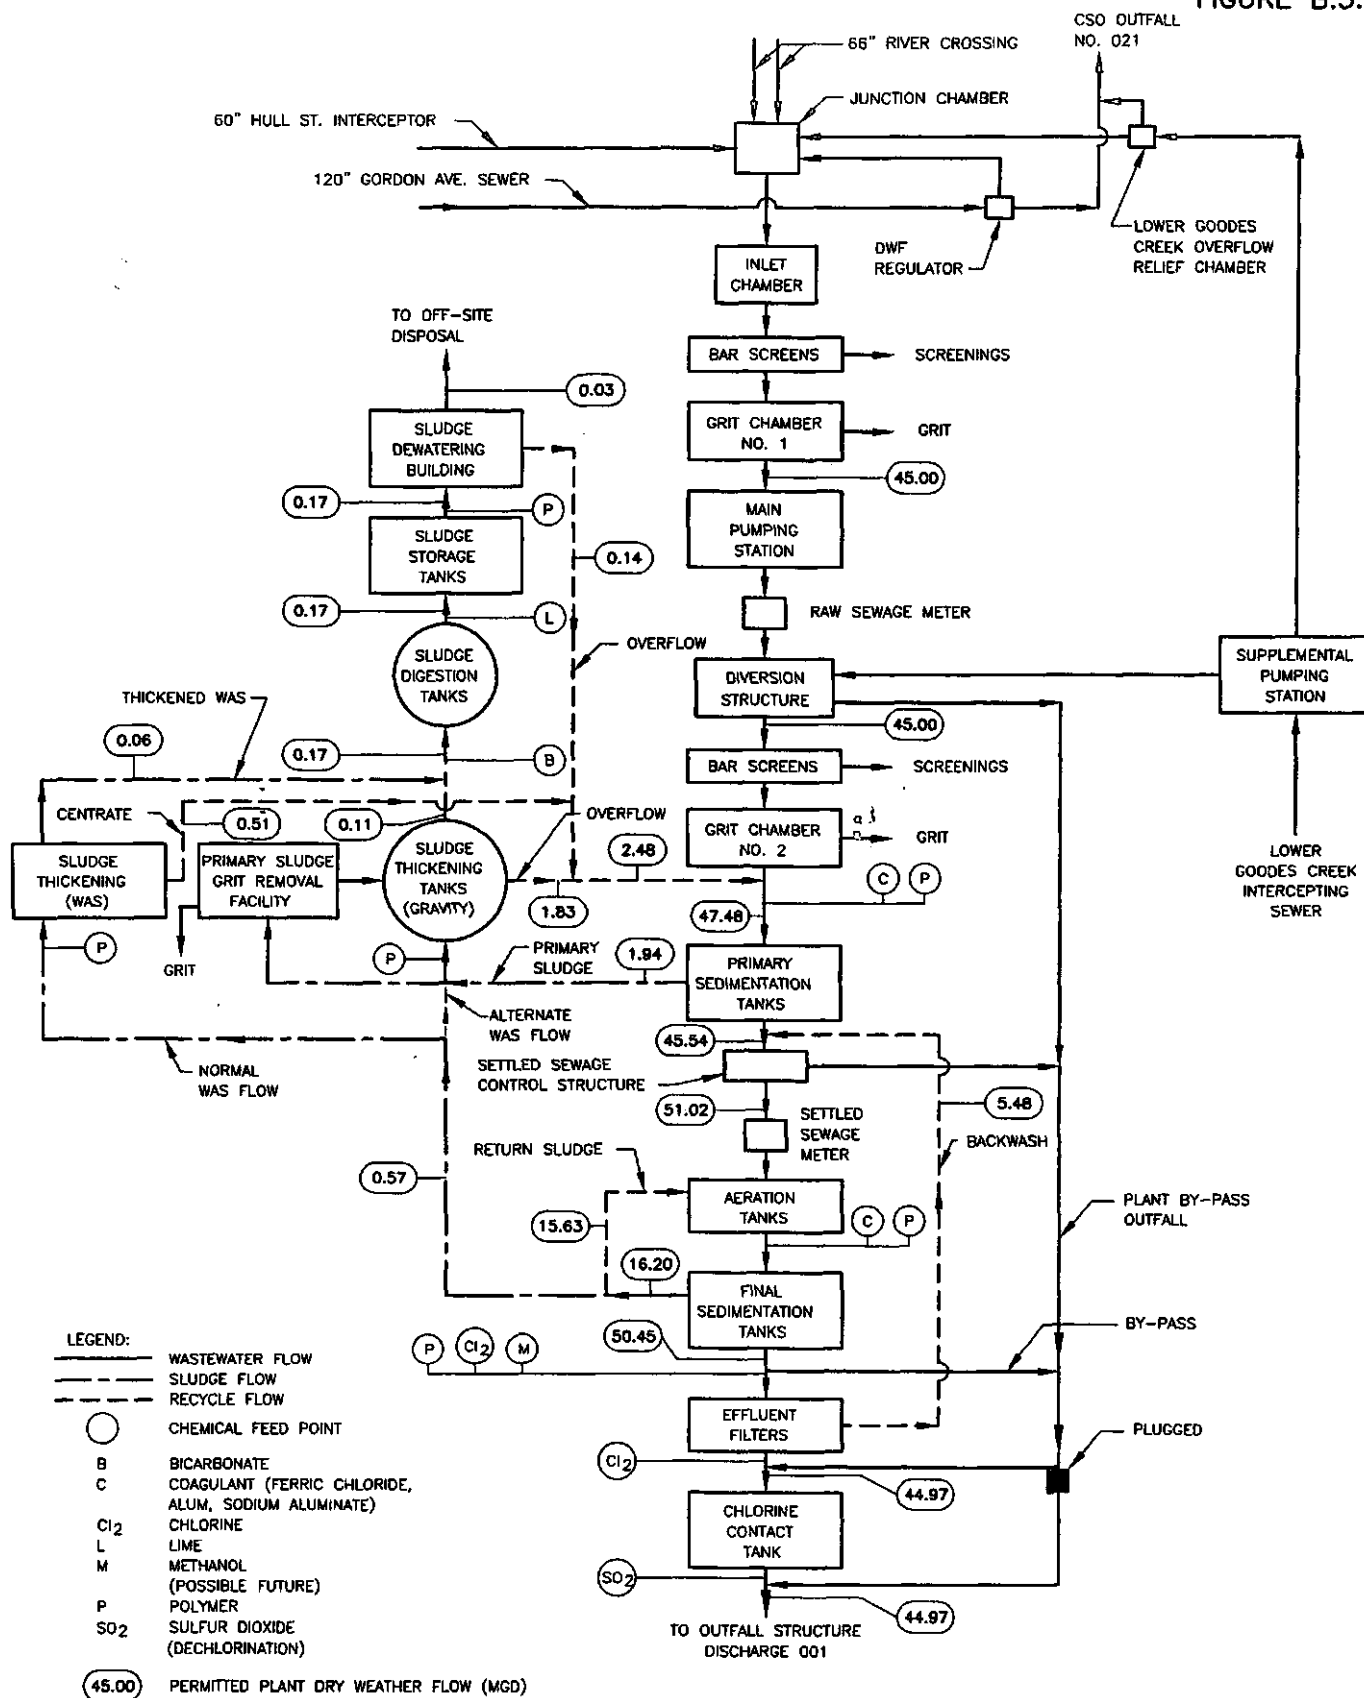 FIGURE B.3.
CSO OUTFALL
NO. 021
66" RIVER CROSSING
JUNCTION CHAMBER
60" HULL ST. INTERCEPTOR
120" GORDON AVE. SEWER
LOWER GOODES
CREEK OVERFLOW
RELIEF CHAMBER
DWF
REGULATOR
INLET
CHAMBER
TO OFF-SITE
DISPOSAL
BAR SCREENS
SCREENINGS
0.03
SLUDGE
DEWATERING
BUILDING
GRIT CHAMBER
NO. 1
GRIT
45.00
0.17
P
MAIN
PUMPING
STATION
SLUDGE
STORAGE
TANKS
0.14
0.17
L
RAW SEWAGE METER
OVERFLOW
SLUDGE
DIGESTION
TANKS
DIVERSION
STRUCTURE
SUPPLEMENTAL
PUMPING
STATION
THICKENED WAS
45.00
0.06
0.17
B
BAR SCREENS
SCREENINGS
CENTRATE
0.51
0.11
OVERFLOW
GRIT CHAMBER
NO. 2
GRIT
SLUDGE
THICKENING
(WAS)
PRIMARY SLUDGE
GRIT REMOVAL
FACILITY
SLUDGE
THICKENING
TANKS
(GRAVITY)
2.48
LOWER
GOODES CREEK
INTERCEPTING
SEWER
C
P
1.83
47.48
P
GRIT
P
PRIMARY
SLUDGE
1.94
PRIMARY
SEDIMENTATION
TANKS
ALTERNATE
WAS FLOW
45.54
NORMAL
WAS FLOW
SETTLED SEWAGE
CONTROL STRUCTURE
51.02
5.48
SETTLED
SEWAGE
METER
BACKWASH
RETURN SLUDGE
0.57
AERATION
TANKS
PLANT BY-PASS
OUTFALL
C
P
15.63
16.20
FINAL
SEDIMENTATION
TANKS
BY-PASS
50.45
P
Cl2
M
LEGEND:
WASTEWATER FLOW
SLUDGE FLOW
RECYCLE FLOW
CHEMICAL FEED POINT
EFFLUENT
FILTERS
PLUGGED
Cl2
44.97
B BICARBONATE
C COAGULANT (FERRIC CHLORIDE,
ALUM, SODIUM ALUMINATE)
Cl2 CHLORINE
L LIME
M METHANOL
(POSSIBLE FUTURE)
P POLYMER
SO2 SULFUR DIOXIDE
(DECHLORINATION)
CHLORINE
CONTACT
TANK
SO2
44.97
TO OUTFALL STRUCTURE
DISCHARGE 001
45.00 PERMITTED PLANT DRY WEATHER FLOW (MGD)